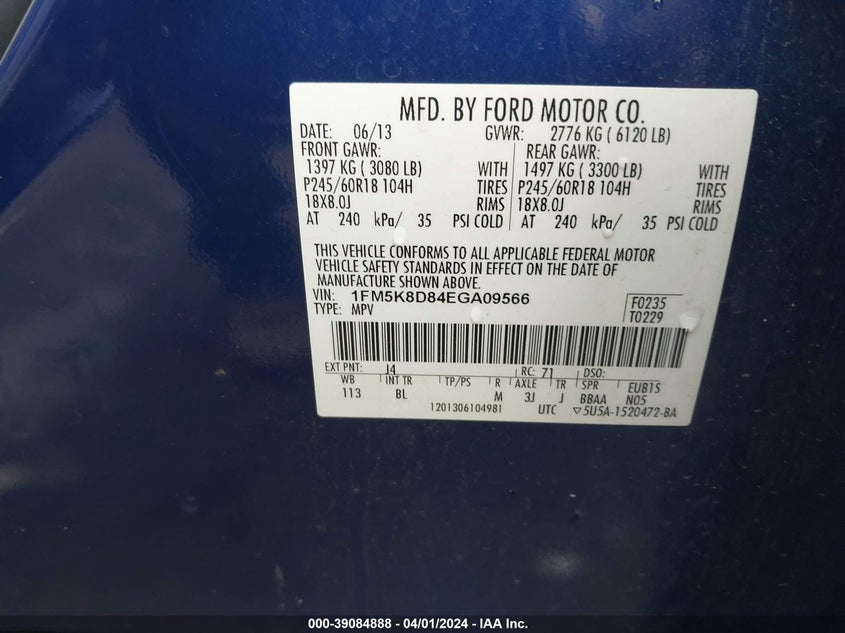 MFD. BY FORD MOTOR CO.
DATE: 06/13 GVWR: 2776 KG ( 6120 LB)
FRONT GAWR: REAR GAWR:
1397 KG ( 3080 LB) WITH 1497 KG ( 3300 LB) WITH
P245/60R18 104H TIRES P245/60R18 104H TIRES
18X8.0J RIMS 18X8.0J RIMS
AT 240 kPa/ 35 PSI COLD AT 240 kPa/ 35 PSI COLD
THIS VEHICLE CONFORMS TO ALL APPLICABLE FEDERAL MOTOR
VEHICLE SAFETY STANDARDS IN EFFECT ON THE DATE OF
MANUFACTURE SHOWN ABOVE.
VIN: 1FM5K8D84EGA09566 F0235
TYPE: MPV T0229
EXT PNT: J4 RC: 71 DSO:
WB INT TR TP/PS R AXLE TR SPR EUBTS
113 BL M 3J J BBAA N05
1201306104981 UTC ▽5U5A-1520472-BA
000-39084888 - 04/01/2024 - IAA Inc.